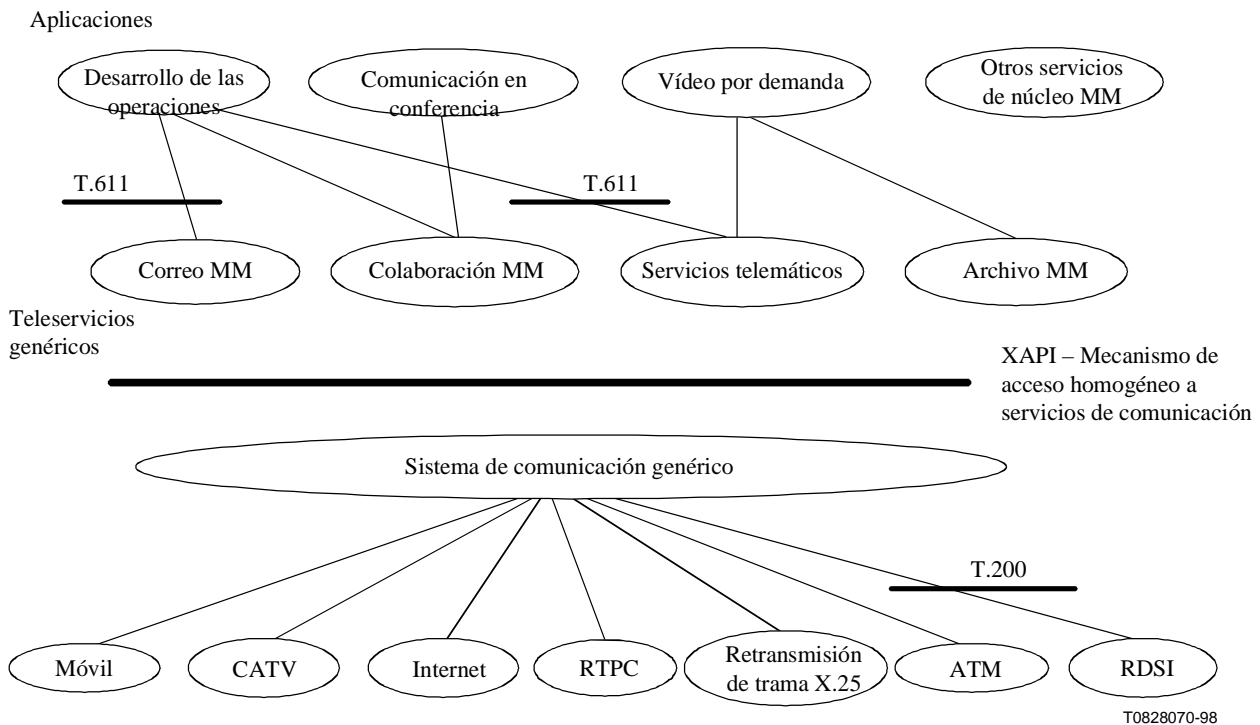 Aplicaciones
Desarrollo de las
operaciones
Comunicación en
conferencia
Vídeo por demanda
Otros servicios
de núcleo MM
T.611
T.611
Correo MM
Colaboración MM
Servicios telemáticos
Archivo MM
Teleservicios
genéricos
XAPI – Mecanismo de
acceso homogéneo a
servicios de comunicación
Sistema de comunicación genérico
T.200
Móvil
CATV
Internet
RTPC
Retransmisión
de trama X.25
ATM
RDSI
T0828070-98